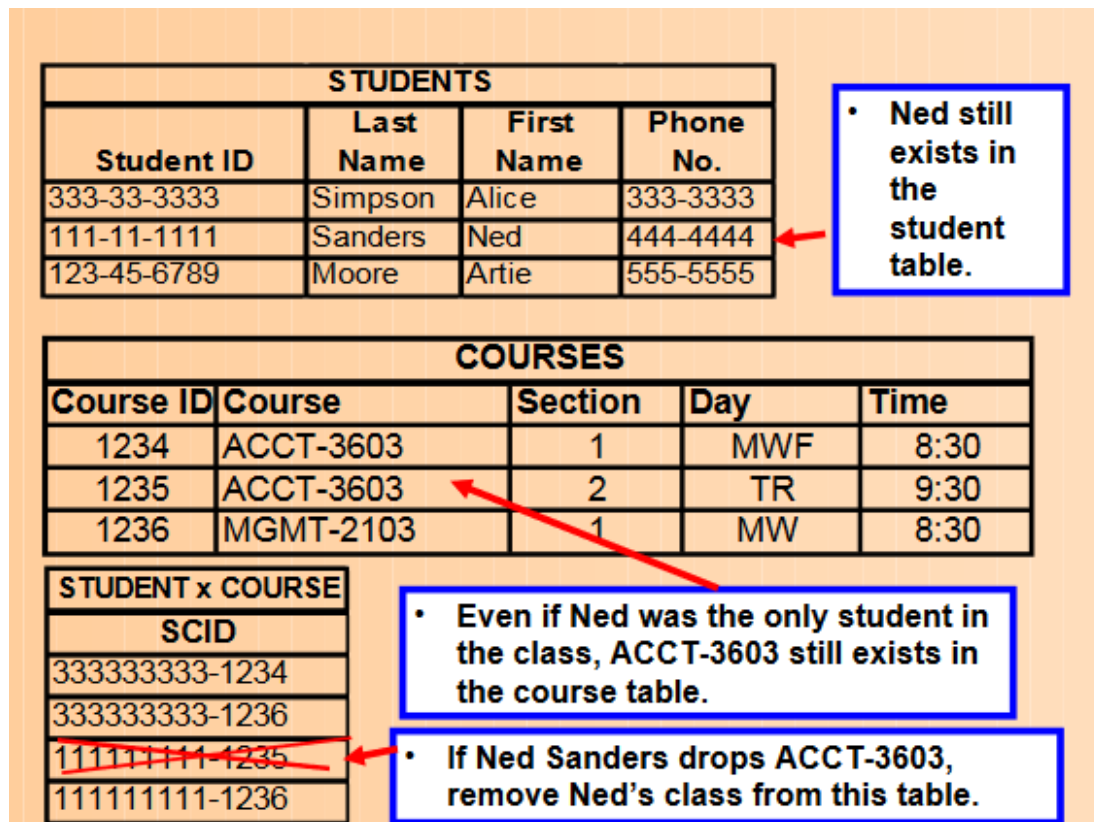 STUDENTS
Student ID Last Name First Name Phone No.
333-33-3333 Simpson Alice 333-3333
111-11-1111 Sanders Ned 444-4444
123-45-6789 Moore Artie 555-5555
• Ned still
exists in
the
student
table.
COURSES
Course ID Course Section Day Time
1234 ACCT-3603 1 MWF 8:30
1235 ACCT-3603 2 TR 9:30
1236 MGMT-2103 1 MW 8:30
STUDENT x COURSE
SCID
333333333-1234
333333333-1236
111111111-1235
111111111-1236
• Even if Ned was the only student in
the class, ACCT-3603 still exists in
the course table.
• If Ned Sanders drops ACCT-3603,
remove Ned’s class from this table.